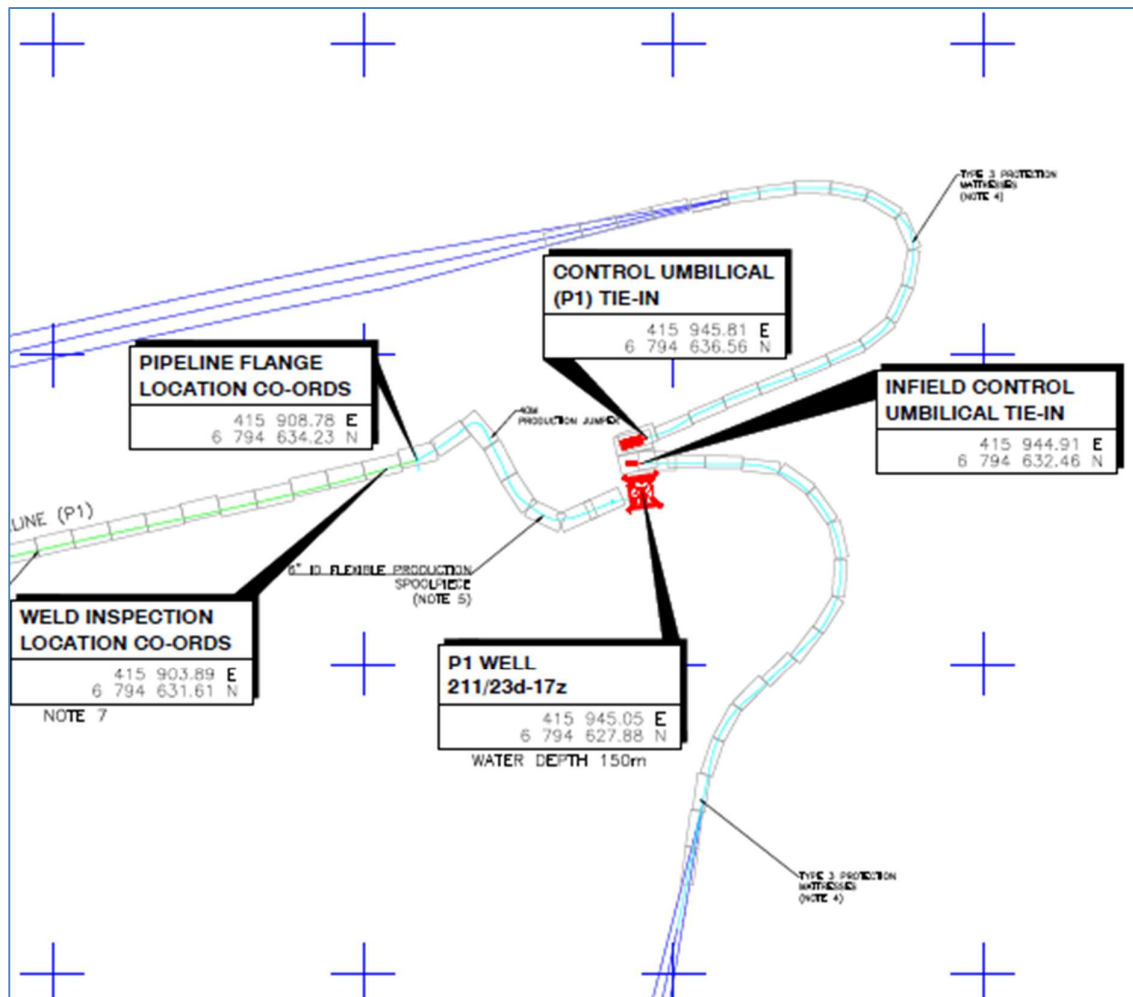 TYPE 3 PROTECTION
MATTRESSES
(NOTE 4)
CONTROL UMBILICAL
(P1) TIE-IN
415 945.81 E
6 794 636.56 N
PIPELINE FLANGE
LOCATION CO-ORDS
415 908.78 E
6 794 634.23 N
INFIELD CONTROL
UMBILICAL TIE-IN
415 944.91 E
6 794 632.46 N
40M
PRODUCTION JUMPER
LINE (P1)
6" ID FLEXIBLE PRODUCTION
SPOOLPIECE
(NOTE 5)
WELD INSPECTION
LOCATION CO-ORDS
415 903.89 E
6 794 631.61 N
NOTE 7
P1 WELL
211/23d-17z
415 945.05 E
6 794 627.88 N
WATER DEPTH 150m
TYPE 3 PROTECTION
MATTRESSES
(NOTE 4)